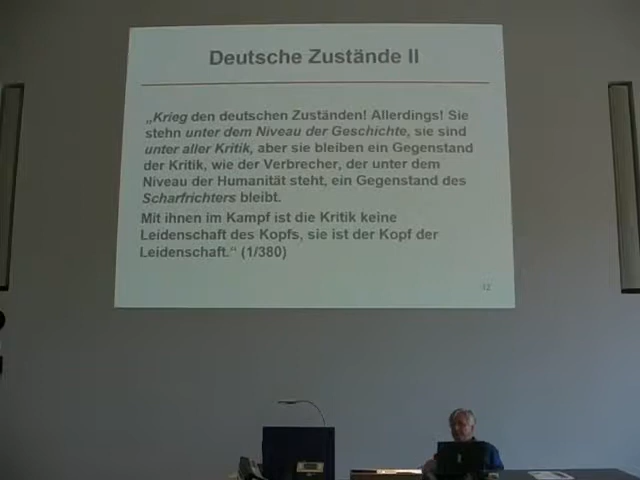 Deutsche Zustände II
„Krieg den deutschen Zuständen! Allerdings! Sie
stehn unter dem Niveau der Geschichte, sie sind
unter aller Kritik, aber sie bleiben ein Gegenstand
der Kritik, wie der Verbrecher, der unter dem
Niveau der Humanität steht, ein Gegenstand des
Scharfrichters bleibt.
Mit ihnen im Kampf ist die Kritik keine
Leidenschaft des Kopfs, sie ist der Kopf der
Leidenschaft.“ (1/380)
12